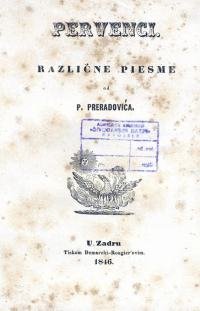 PERVENCI.
RAZLIČNE PIESME
od
P. PRERADOVIĆA.
U Zadru
Tiskom Demarchi-Rougier'ovim.
1846.